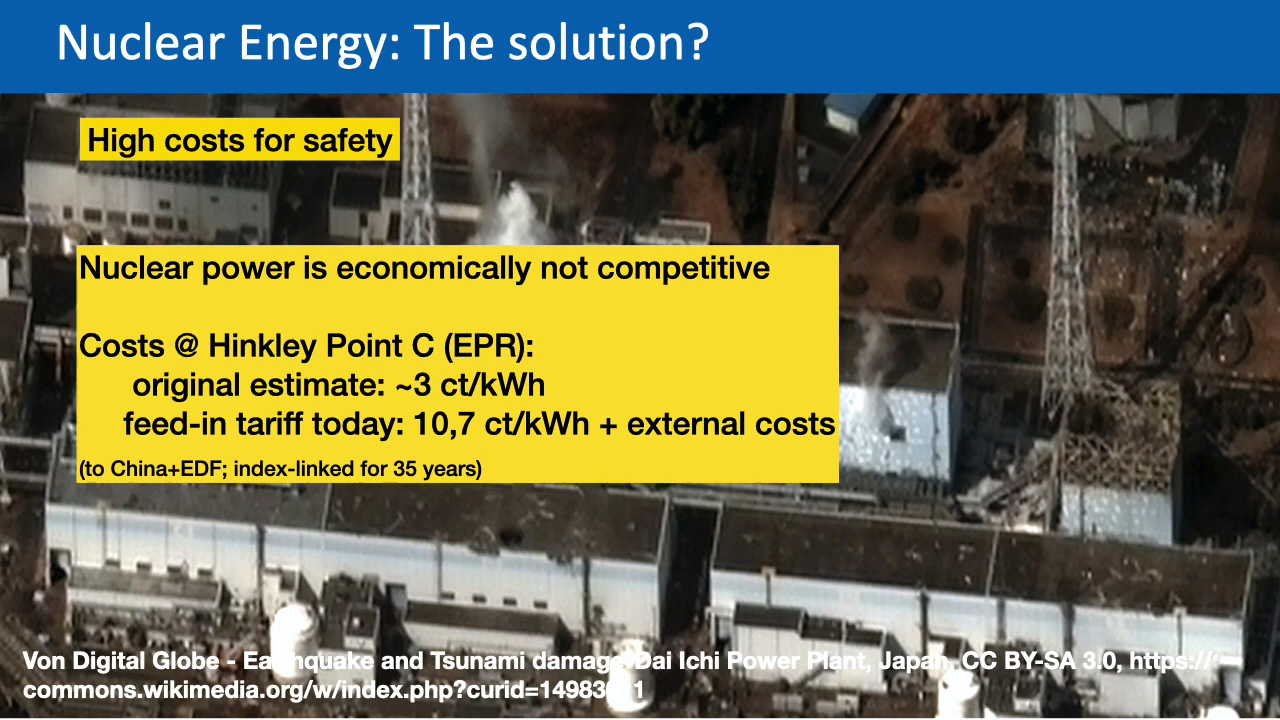 Nuclear Energy: The solution?
High costs for safety
Nuclear power is economically not competitive
Costs @ Hinkley Point C (EPR):
original estimate: ~3 ct/kWh
feed-in tariff today: 10,7 ct/kWh + external costs
(to China+EDF; index-linked for 35 years)
Von Digital Globe - Earthquake and Tsunami damage-Dai Ichi Power Plant, Japan, CC BY-SA 3.0, https://
commons.wikimedia.org/w/index.php?